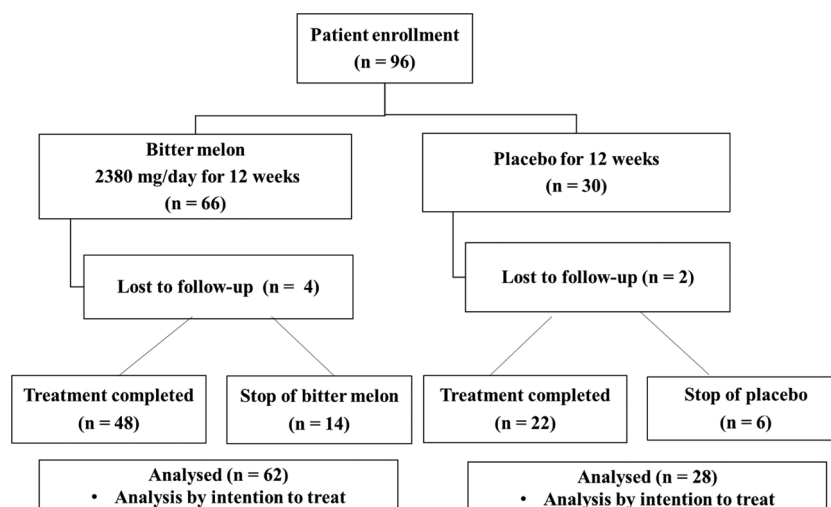 Patient enrollment
(n = 96)
Bitter melon
2380 mg/day for 12 weeks
(n = 66)
Placebo for 12 weeks
(n = 30)
Lost to follow-up (n = 4)
Lost to follow-up (n = 2)
Treatment completed
(n = 48)
Stop of bitter melon
(n = 14)
Treatment completed
(n = 22)
Stop of placebo
(n = 6)
Analysed (n = 62)
• Analysis by intention to treat
Analysed (n = 28)
• Analysis by intention to treat